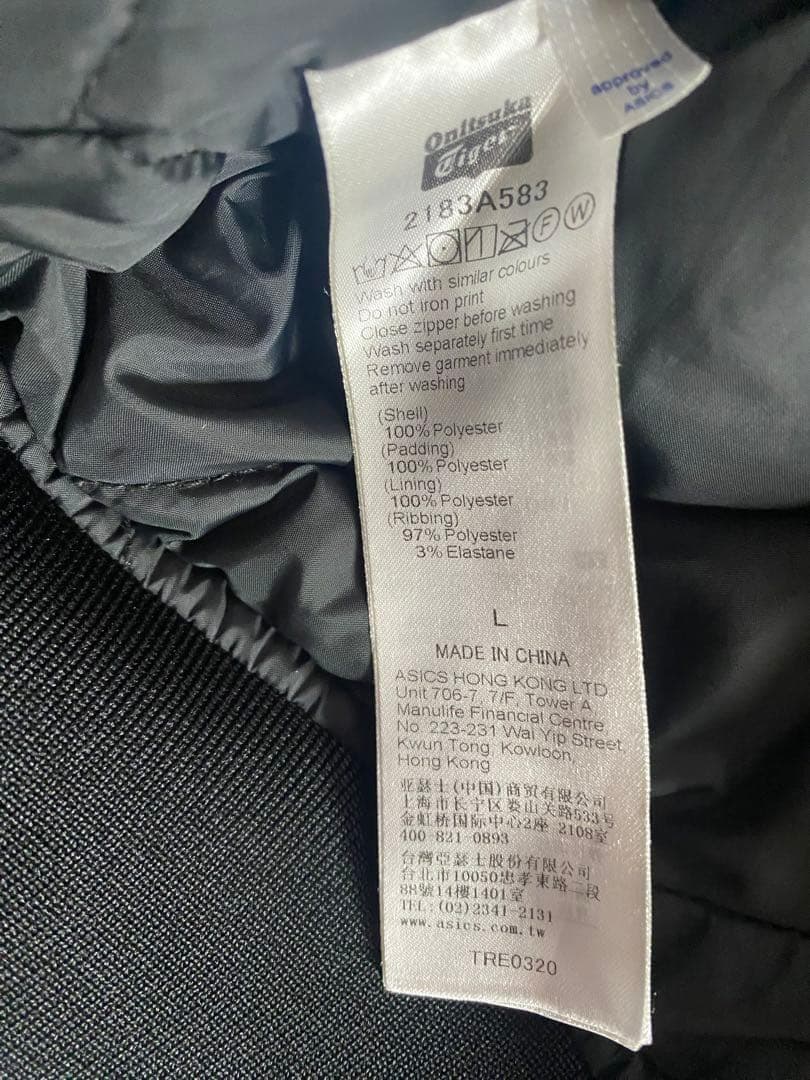 approved
by
ASICS
Onitsuka
Tiger
2183A583
F W
Wash with similar colours
Do not iron print
Close zipper before washing
Wash separately first time
Remove garment immediately
after washing
(Shell)
100% Polyester
(Padding)
100% Polyester
(Lining)
100% Polyester
(Ribbing)
97% Polyester
3% Elastane
L
MADE IN CHINA
ASICS HONG KONG LTD
Unit 706-7, 7/F, Tower A
Manulife Financial Centre,
No. 223-231 Wai Yip Street,
Kwun Tong, Kowloon,
Hong Kong
亚瑟士(中国)商贸有限公司
上海市长宁区娄山关路533号
金虹桥国际中心2座 2108室
400-821-0893
台灣亞瑟士股份有限公司
台北市10050忠孝東路二段
88號14樓1401室
TEL:(02)2341-2131
www.asics.com.tw
TRE0320